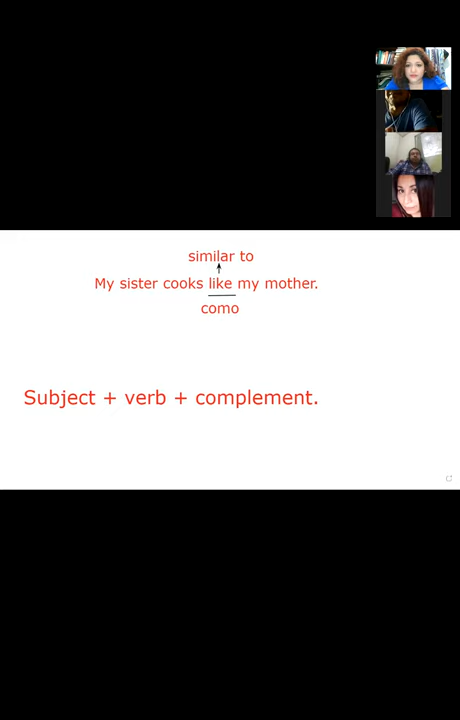 similar to
My sister cooks like my mother.
como
Subject + verb + complement.